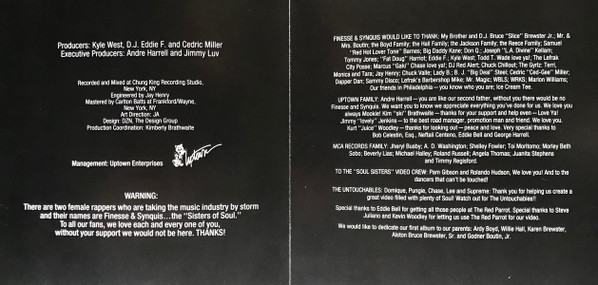 Producers: Kyle West, D.J. Eddie F. and Cedric Miller
Executive Producers: Andre Harrell and Jimmy Luv
Recorded and Mixed at Chung King Recording Studio,
New York, NY
Engineered by Jay Henry
Mastered by Carlton Batts at Frankford/Wayne,
New York, NY
Art Direction: JA
Design: DZN, The Design Group
Production Coordination: Kimberly Brathwaite
Management: Uptown Enterprises
uptown
WARNING:
There are two female rappers who are taking the music industry by storm
and their names are Finesse & Synquis...the "Sisters of Soul."
To all our fans, we love each and every one of you,
without your support we would not be here. THANKS!
FINESSE & SYNQUIS WOULD LIKE TO THANK: My Brother and D.J. Bruce "Slice" Brewster Jr.; Mr. &
Mrs. Boutin; the Boyd Family; the Hall Family; the Jackson Family; the Reece Family; Samuel
"Red Hot Lover Tone" Barnes; Big Daddy Kane; Don Q.; Joseph "L.A. Divine" Kellam;
Tommy Jones; "Fat Doug" Harriot; Eddie F.; Kyle West; Todd T. Wade love ya!; The Lefrak
City Posse; Marcus "Gaki" Chase love ya!; DJ Red Alert; Chuck Chillout; The Gyrlz: Terri,
Monica and Tara; Jay Henry; Chuck Valle; Lady B.; B. J. "Big Deal" Steel; Cedric "Ced-Gee" Miller;
Dapper Dan; Sammy Disco; Lefrak's Barbershop Mike; Mr. Magic; WBLS; WRKS; Marlon Williams;
Our friends in Philadelphia — you know who you are; Ice Cream Tee.
UPTOWN FAMILY: Andre Harrell — you are like our second father, without you there would be no
Finesse and Synquis. We want you to know we appreciate everything you've done for us. We love you
always Mookie! Kim "ski" Brathwaite — thanks for your support and help even — Love Ya!
Jimmy "lovely" Jenkins — to the best road manager, promotion man and friend. We love you.
Kurt "Juice" Woodley — thanks for looking out — peace and love. Very special thanks to
Bob Celestin, Esq., Neftali Centeno, Eddie Bell and George Harrell.
MCA RECORDS FAMILY: Jheryl Busby; A. D. Washington; Shelley Fowler; Toi Moritomo; Marley Beth
Sobo; Beverly Lias; Michael Halley; Roland Russell; Angela Thomas; Juanita Stephens
and Timmy Regisford.
TO THE "SOUL SISTERS" VIDEO CREW: Pam Gibson and Rolando Hudson, We love you! And to the
dancers that can't be touched!
THE UNTOUCHABLES: Domique, Pungie, Chase, Lee and Supreme: Thank you for helping us create a
great video filled with plenty of Soul! Watch out for The Untouchables!!
Special thanks to Eddie Bell for getting all those people at The Red Parrot. Special thanks to Steve
Juliano and Kevin Woodley for letting us use The Red Parrot for our video.
We would like to dedicate our first album to our parents: Ardy Boyd, Willie Hall, Karen Brewster,
Alston Bruce Brewster, Sr. and Godner Boutin, Jr.